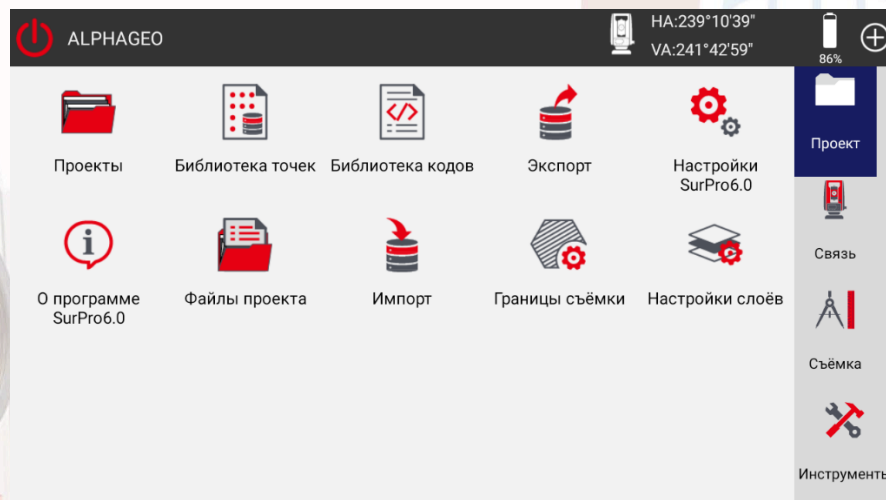 ALPHAGEO
HA:239°10'39"
VA:241°42'59"
86%
Проекты
Библиотека точек
Библиотека кодов
Экспорт
Настройки
SurPro6.0
О программе
SurPro6.0
Файлы проекта
Импорт
Границы съёмки
Настройки слоёв
Проект
Связь
Съёмка
Инструменты